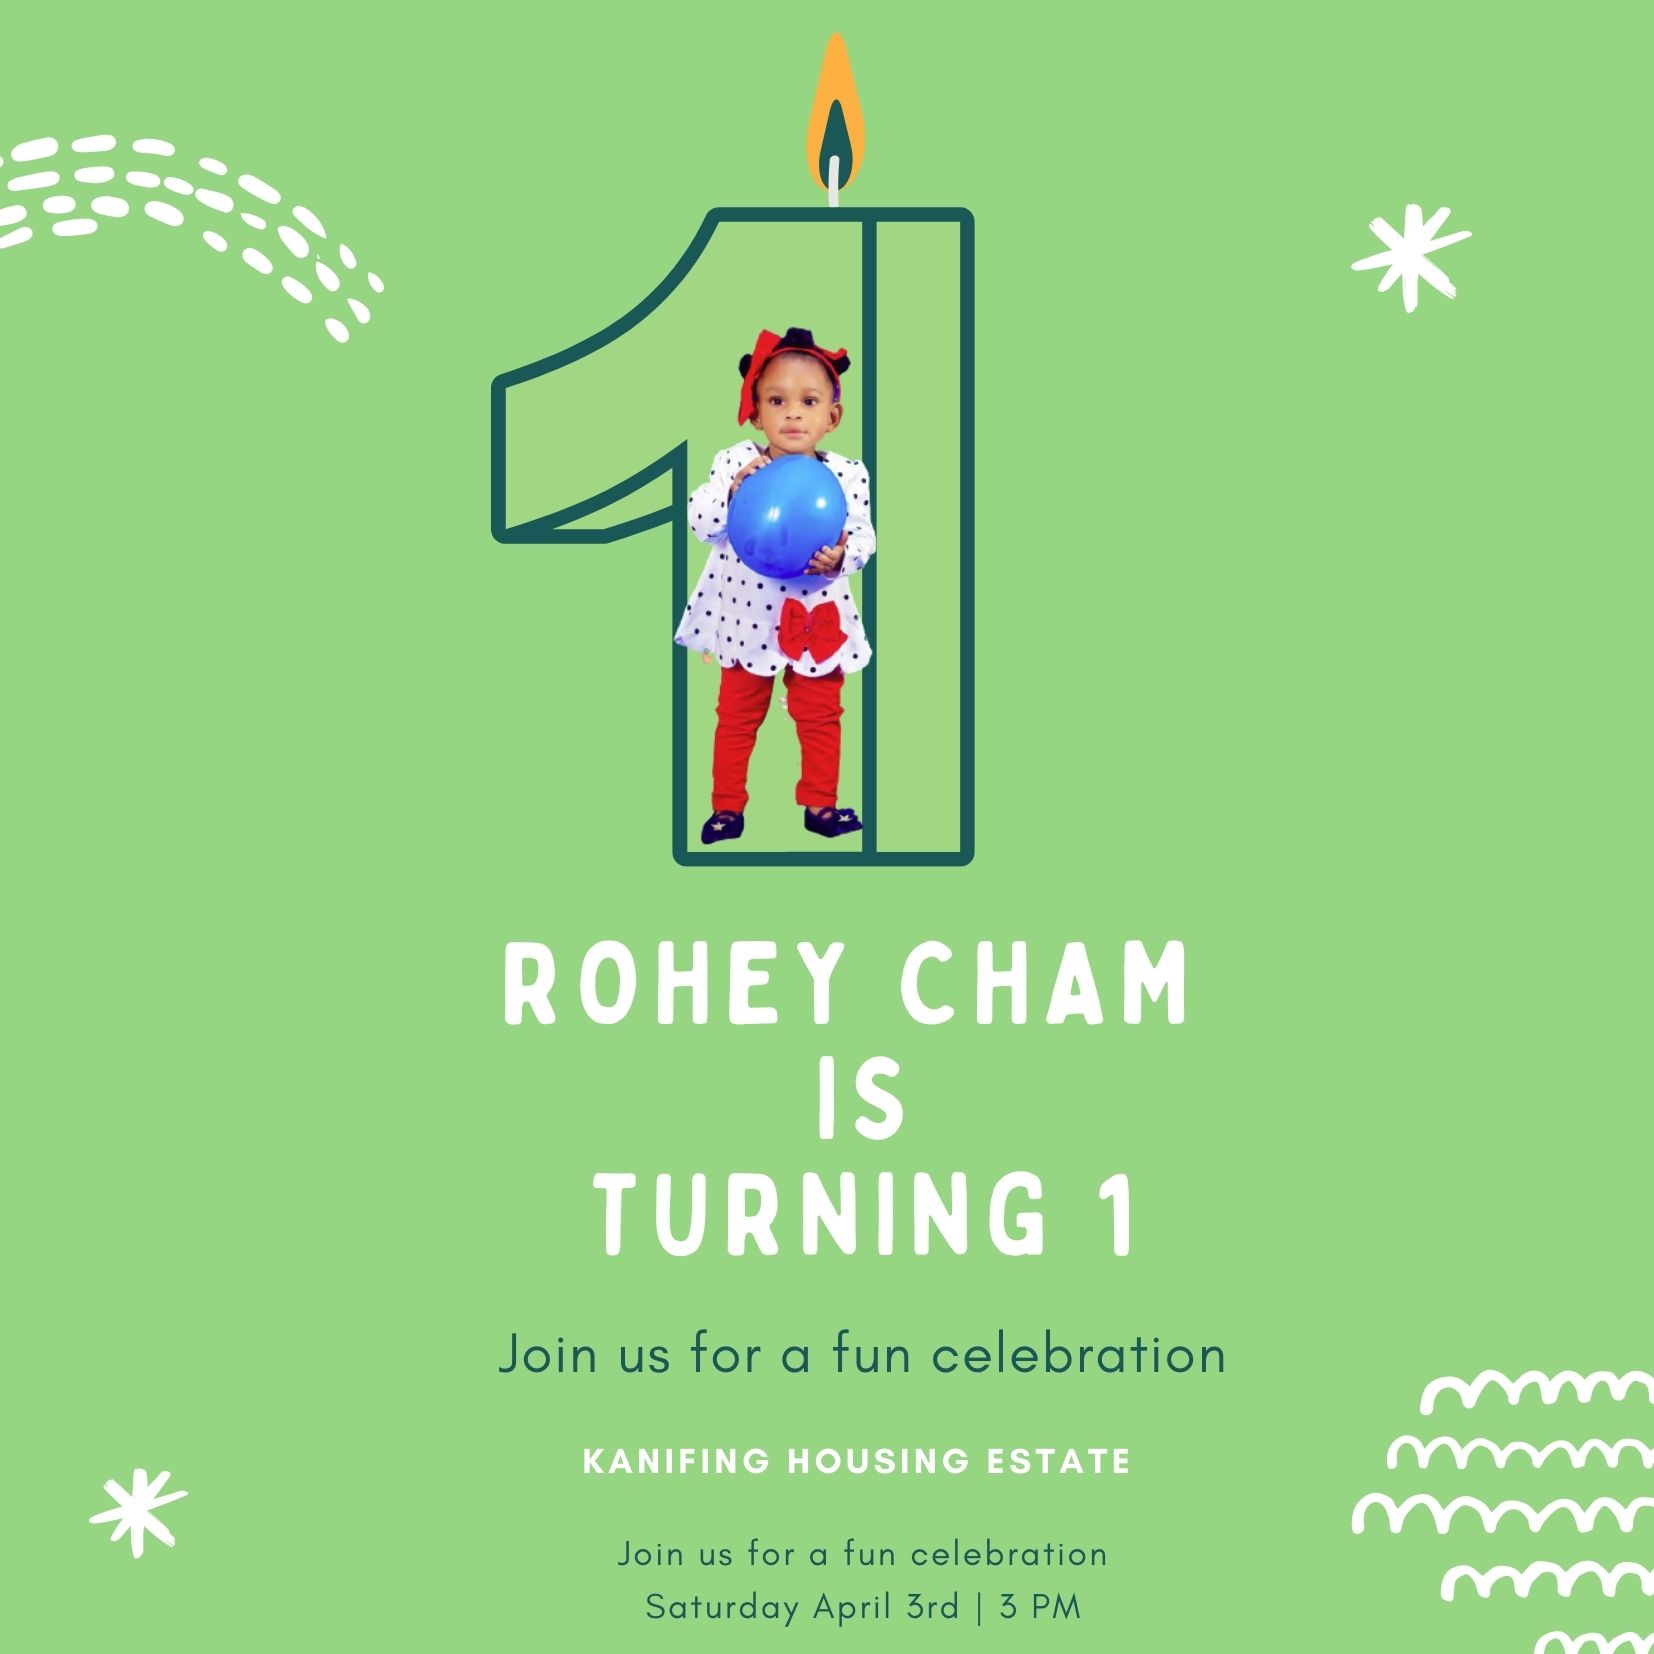 ROHEY CHAM
IS
TURNING 1
Join us for a fun celebration
KANIFING HOUSING ESTATE
Join us for a fun celebration
Saturday April 3rd | 3 PM